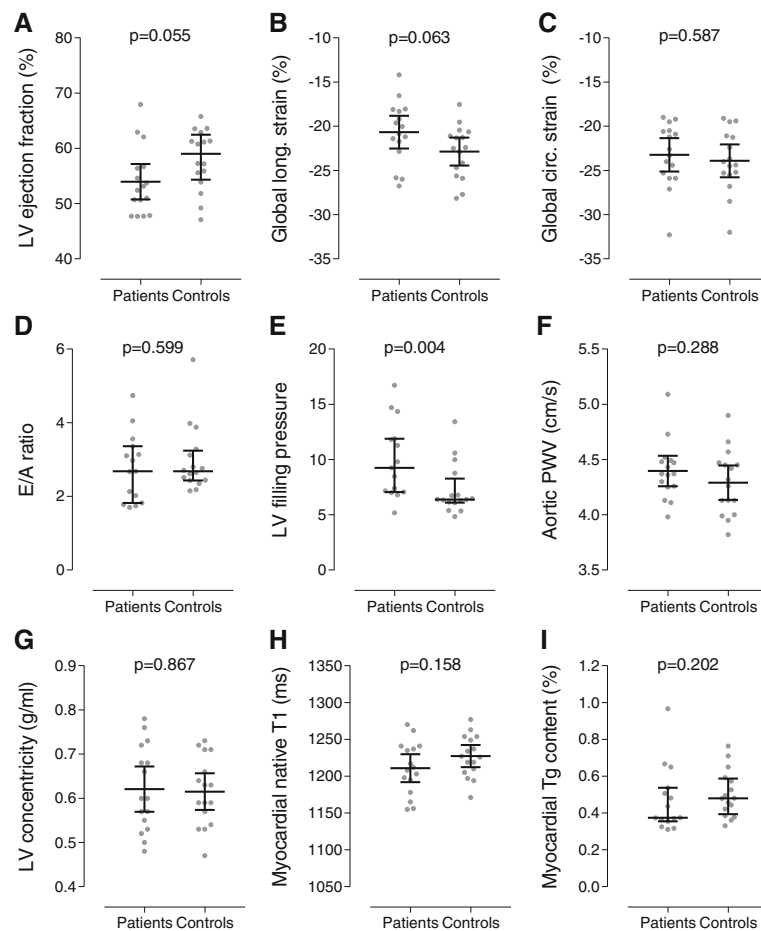 A
LV ejection fraction (%)
80
70
60
50
40
p=0.055
Patients Controls
B
Global long. strain (%)
-10
-15
-20
-25
-30
-35
p=0.063
Patients Controls
C
Global circ. strain (%)
-10
-15
-20
-25
-30
-35
p=0.587
Patients Controls
D
E/A ratio
6
4
2
0
p=0.599
Patients Controls
E
LV filling pressure
20
15
10
5
0
p=0.004
Patients Controls
F
Aortic PWV (cm/s)
5.5
5.0
4.5
4.0
3.5
p=0.288
Patients Controls
G
LV concentricity (g/ml)
0.9
0.8
0.7
0.6
0.5
0.4
p=0.867
Patients Controls
H
Myocardial native T1 (ms)
1350
1300
1250
1200
1150
1100
1050
p=0.158
Patients Controls
I
Myocardial Tg content (%)
1.2
1.0
0.8
0.6
0.4
0.2
0.0
p=0.202
Patients Controls